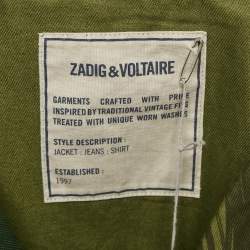 ZADIG & VOLTAIRE
GARMENTS CRAFTED WITH PRIDE
INSPIRED BY TRADITIONAL VINTAGE FITS
TREATED WITH UNIQUE WORN WASHES
STYLE DESCRIPTION :
JACKET : JEANS : SHIRT
ESTABLISHED :
1997